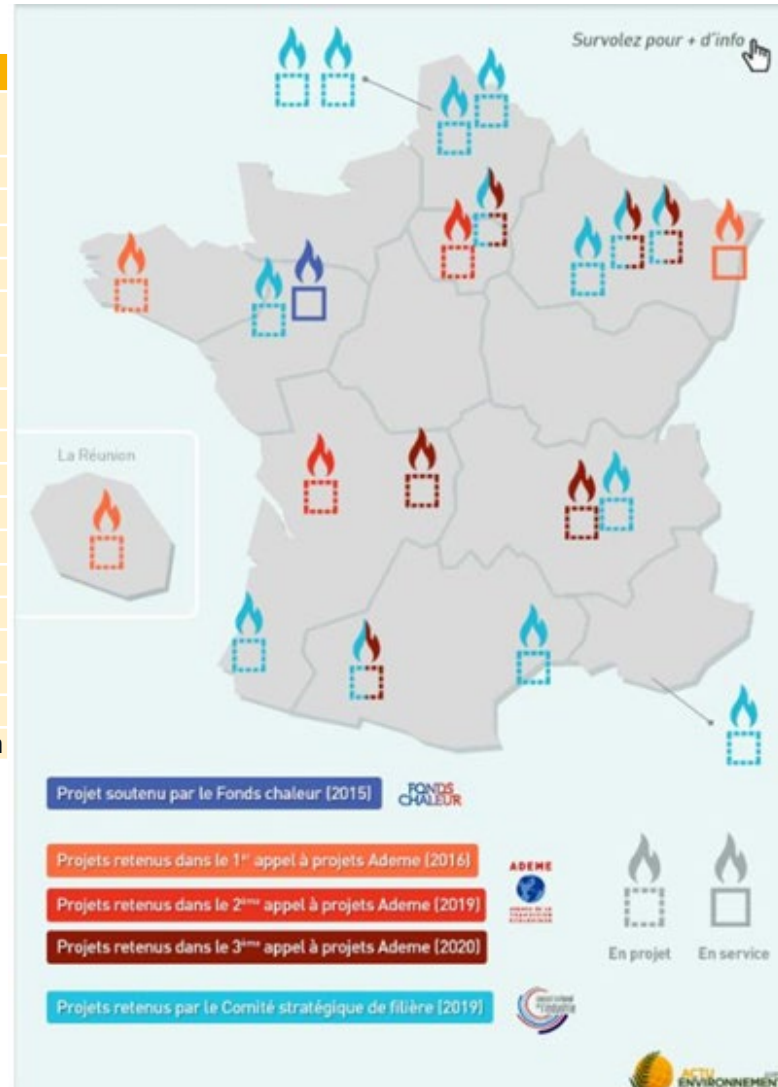 Survolez pour + d'info
La Réunion
Projet soutenu par le Fonds chaleur (2015)
FONDS
CHALEUR
Projets retenus dans le 1er appel à projets Ademe (2016)
ADEME
Projets retenus dans le 2ème appel à projets Ademe (2019)
Projets retenus dans le 3ème appel à projets Ademe (2020)
En projet En service
Projets retenus par le Comité stratégique de filière (2019)
ACTU
ENVIRONNEMENT